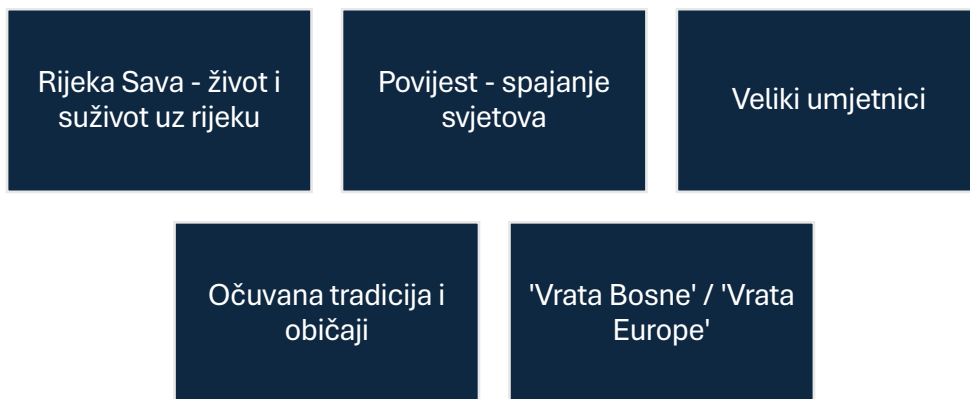 Rijeka Sava - život i
suživot uz rijeku
Povijest - spajanje
svjetova
Veliki umjetnici
Očuvana tradicija i
običaji
'Vrata Bosne' / 'Vrata
Europe'